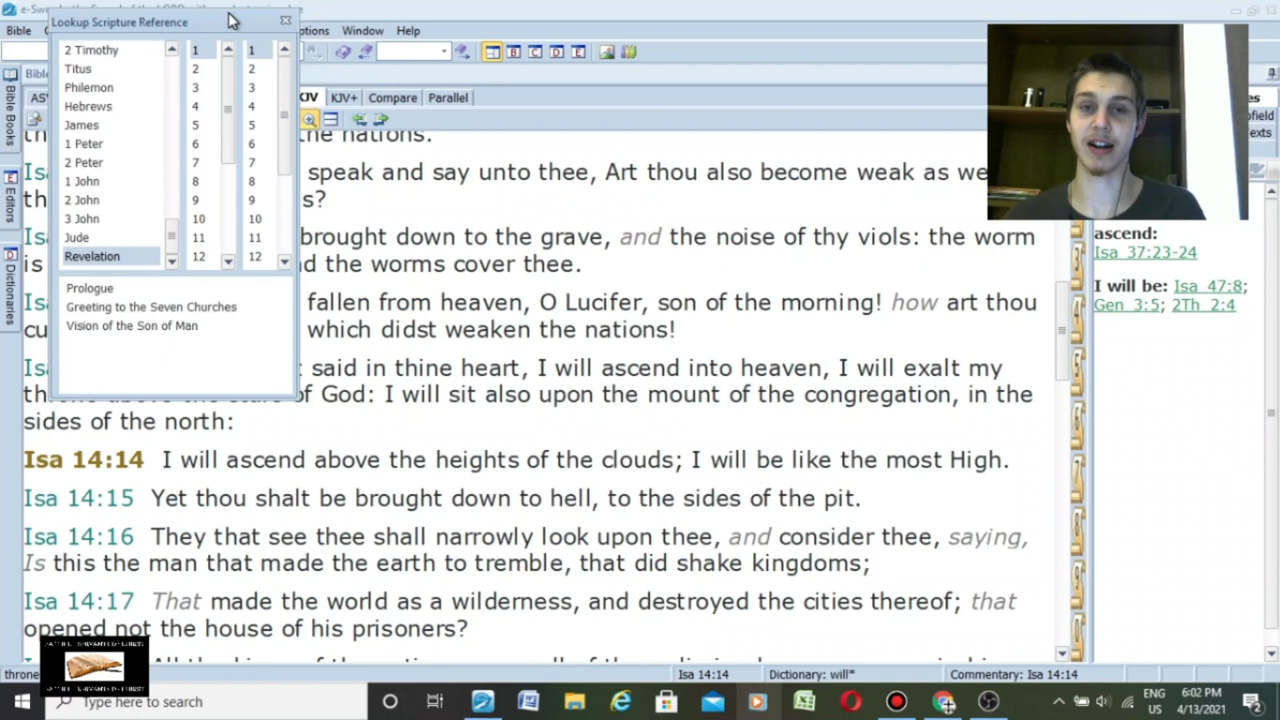 e-Sword
Lookup Scripture Reference
Bible
Options
Window
Help
2 Timothy
Titus
Philemon
Hebrews
James
1 Peter
2 Peter
1 John
2 John
3 John
Jude
Revelation
1
2
3
4
5
6
7
8
9
10
11
12
1
2
3
4
5
6
7
8
9
10
11
12
Prologue
Greeting to the Seven Churches
Vision of the Son of Man
B C D E
Bible Books
Editors
Dictionaries
KJV KJV+ Compare Parallel
the nations.
speak and say unto thee, Art thou also become weak as we
s?
brought down to the grave, and the noise of thy viols: the worm
is
d the worms cover thee.
fallen from heaven, O Lucifer, son of the morning! how art thou
cu
which didst weaken the nations!
said in thine heart, I will ascend into heaven, I will exalt my
of God: I will sit also upon the mount of the congregation, in the
sides of the north:
Isa 14:14 I will ascend above the heights of the clouds; I will be like the most High.
Isa 14:15 Yet thou shalt be brought down to hell, to the sides of the pit.
Isa 14:16 They that see thee shall narrowly look upon thee, and consider thee, saying,
Is this the man that made the earth to tremble, that did shake kingdoms;
Isa 14:17 That made the world as a wilderness, and destroyed the cities thereof; that
opened not the house of his prisoners?
ascend:
Isa 37:23-24
I will be: Isa 47:8;
Gen 3:5; 2Th 2:4
throne
Isa 14:14
Dictionary: will*
Commentary: Isa 14:14
Type here to search
ENG
US
6:02 PM
4/13/2021
2